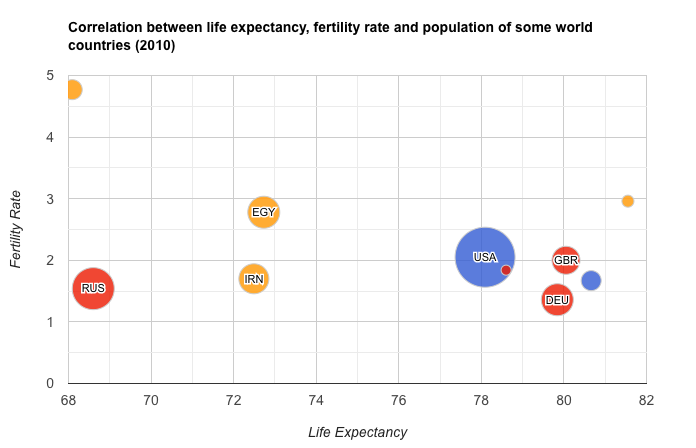 Correlation between life expectancy, fertility rate and population of some world
countries (2010)
5
4
3
2
1
0
Fertility Rate
EGY
USA
GBR
IRN
RUS
DEU
68 70 72 74 76 78 80 82
Life Expectancy